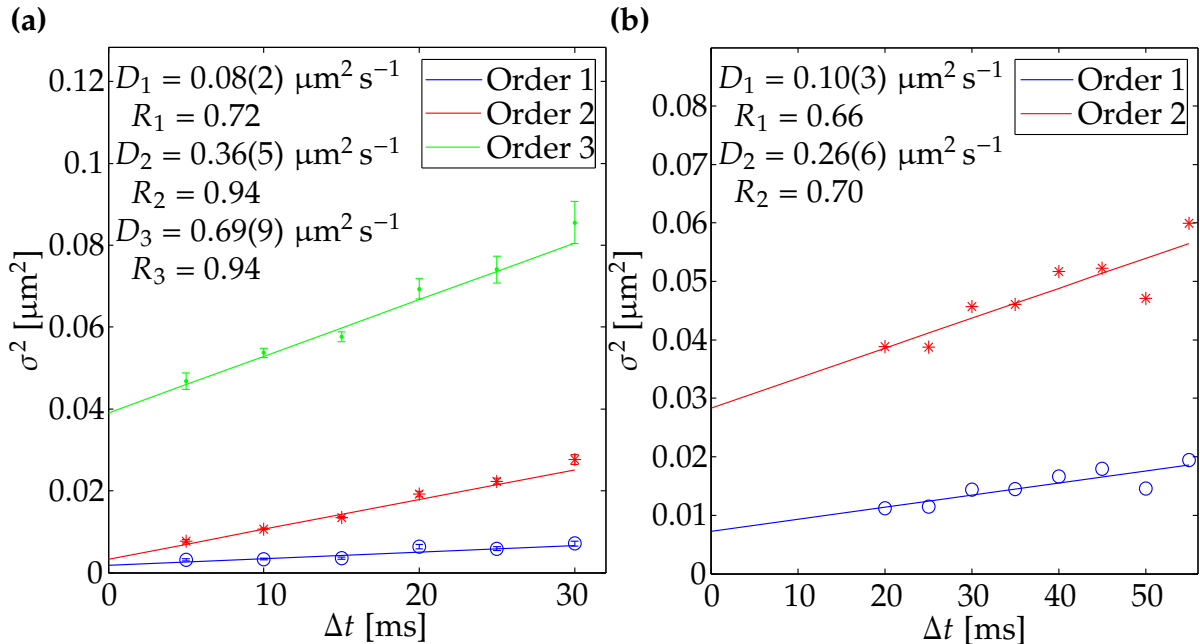 (a)
D₁ = 0.08(2) μm² s⁻¹
R₁ = 0.72
D₂ = 0.36(5) μm² s⁻¹
R₂ = 0.94
D₃ = 0.69(9) μm² s⁻¹
R₃ = 0.94
Order 1
Order 2
Order 3
0.12
0.1
0.08
0.06
0.04
0.02
0
σ² [μm²]
0 10 20 30
Δt [ms]
(b)
D₁ = 0.10(3) μm² s⁻¹
R₁ = 0.66
D₂ = 0.26(6) μm² s⁻¹
R₂ = 0.70
Order 1
Order 2
0.08
0.07
0.06
0.05
0.04
0.03
0.02
0.01
0
σ² [μm²]
0 10 20 30 40 50
Δt [ms]